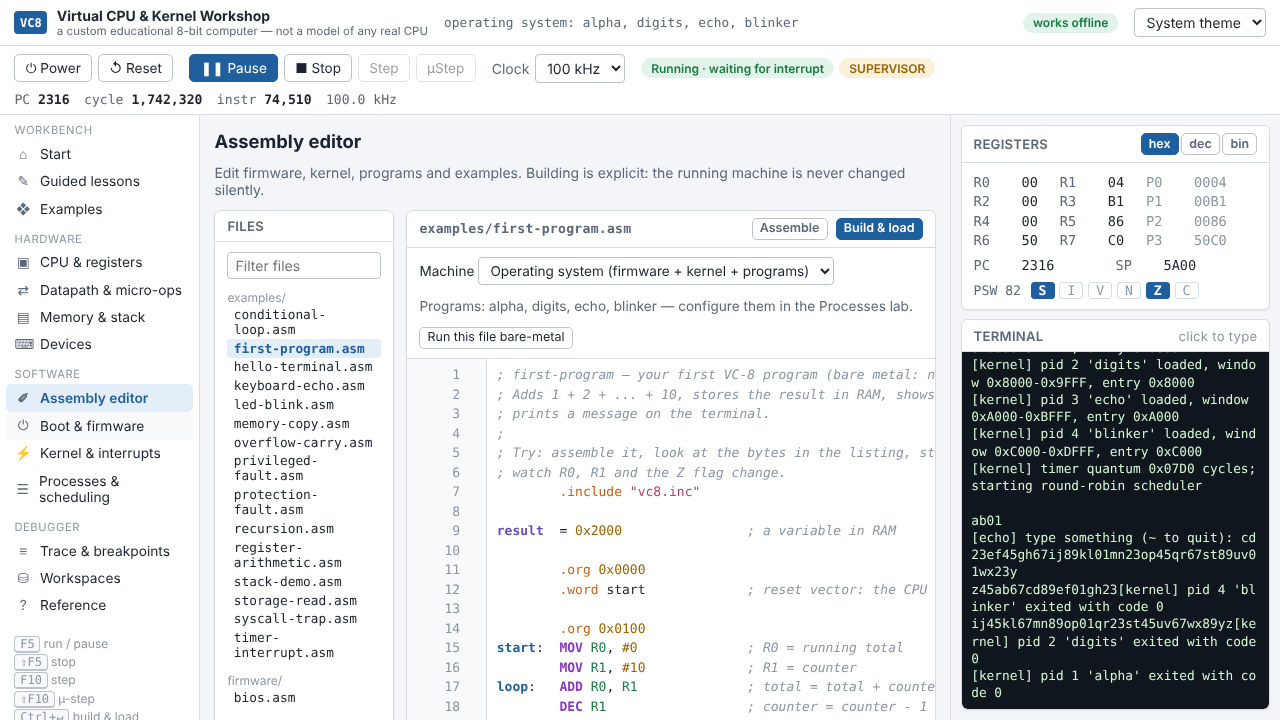 VC8
Virtual CPU & Kernel Workshop
a custom educational 8-bit computer — not a model of any real CPU
operating system: alpha, digits, echo, blinker
works offline
System theme
Power
Reset
Pause
Stop
Step
µStep
Clock
100 kHz
Running · waiting for interrupt
SUPERVISOR
PC 2316 cycle 1,742,320 instr 74,510 100.0 kHz
WORKBENCH
Start
Guided lessons
Examples
HARDWARE
CPU & registers
Datapath & micro-ops
Memory & stack
Devices
SOFTWARE
Assembly editor
Boot & firmware
Kernel & interrupts
Processes &
scheduling
DEBUGGER
Trace & breakpoints
Workspaces
Reference
F5 run / pause
⇧F5 stop
F10 step
⇧F10 µ-step
Ctrl+↵ build & load
Assembly editor
Edit firmware, kernel, programs and examples. Building is explicit: the running machine is never changed
silently.
FILES
Filter files
examples/
conditional-
loop.asm
first-program.asm
hello-terminal.asm
keyboard-echo.asm
led-blink.asm
memory-copy.asm
overflow-carry.asm
privileged-
fault.asm
protection-
fault.asm
recursion.asm
register-
arithmetic.asm
stack-demo.asm
storage-read.asm
syscall-trap.asm
timer-
interrupt.asm
firmware/
bios.asm
examples/first-program.asm
Assemble
Build & load
Machine
Operating system (firmware + kernel + programs)
Programs: alpha, digits, echo, blinker — configure them in the Processes lab.
Run this file bare-metal
1 ; first-program — your first VC-8 program (bare metal: n
2 ; Adds 1 + 2 + ... + 10, stores the result in RAM, shows
3 ; prints a message on the terminal.
4 ;
5 ; Try: assemble it, look at the bytes in the listing, st
6 ; watch R0, R1 and the Z flag change.
7 .include "vc8.inc"
8
9 result = 0x2000 ; a variable in RAM
10
11 .org 0x0000
12 .word start ; reset vector: the CPU
13
14 .org 0x0100
15 start: MOV R0, #0 ; R0 = running total
16 MOV R1, #10 ; R1 = counter
17 loop: ADD R0, R1 ; total = total + counte
18 DEC R1 ; counter = counter - 1
REGISTERS
hex
dec
bin
R0 00 R1 04 P0 0004
R2 00 R3 B1 P1 00B1
R4 00 R5 86 P2 0086
R6 50 R7 C0 P3 50C0
PC 2316 SP 5A00
PSW 82 S I V N Z C
TERMINAL
click to type
[kernel] pid 2 'digits' loaded, windo
w 0x8000-0x9FFF, entry 0x8000
[kernel] pid 3 'echo' loaded, window
0xA000-0xBFFF, entry 0xA000
[kernel] pid 4 'blinker' loaded, wind
ow 0xC000-0xDFFF, entry 0xC000
[kernel] timer quantum 0x07D0 cycles;
starting round-robin scheduler
ab01
[echo] type something (~ to quit): cd
23ef45gh67ij89kl01mn23op45qr67st89uv0
1wx23y
z45ab67cd89ef01gh23[kernel] pid 4 'bl
inker' exited with code 0
ij45kl67mn89op01qr23st45uv67wx89yz[ke
rnel] pid 2 'digits' exited with code
0
[kernel] pid 1 'alpha' exited with co
de 0